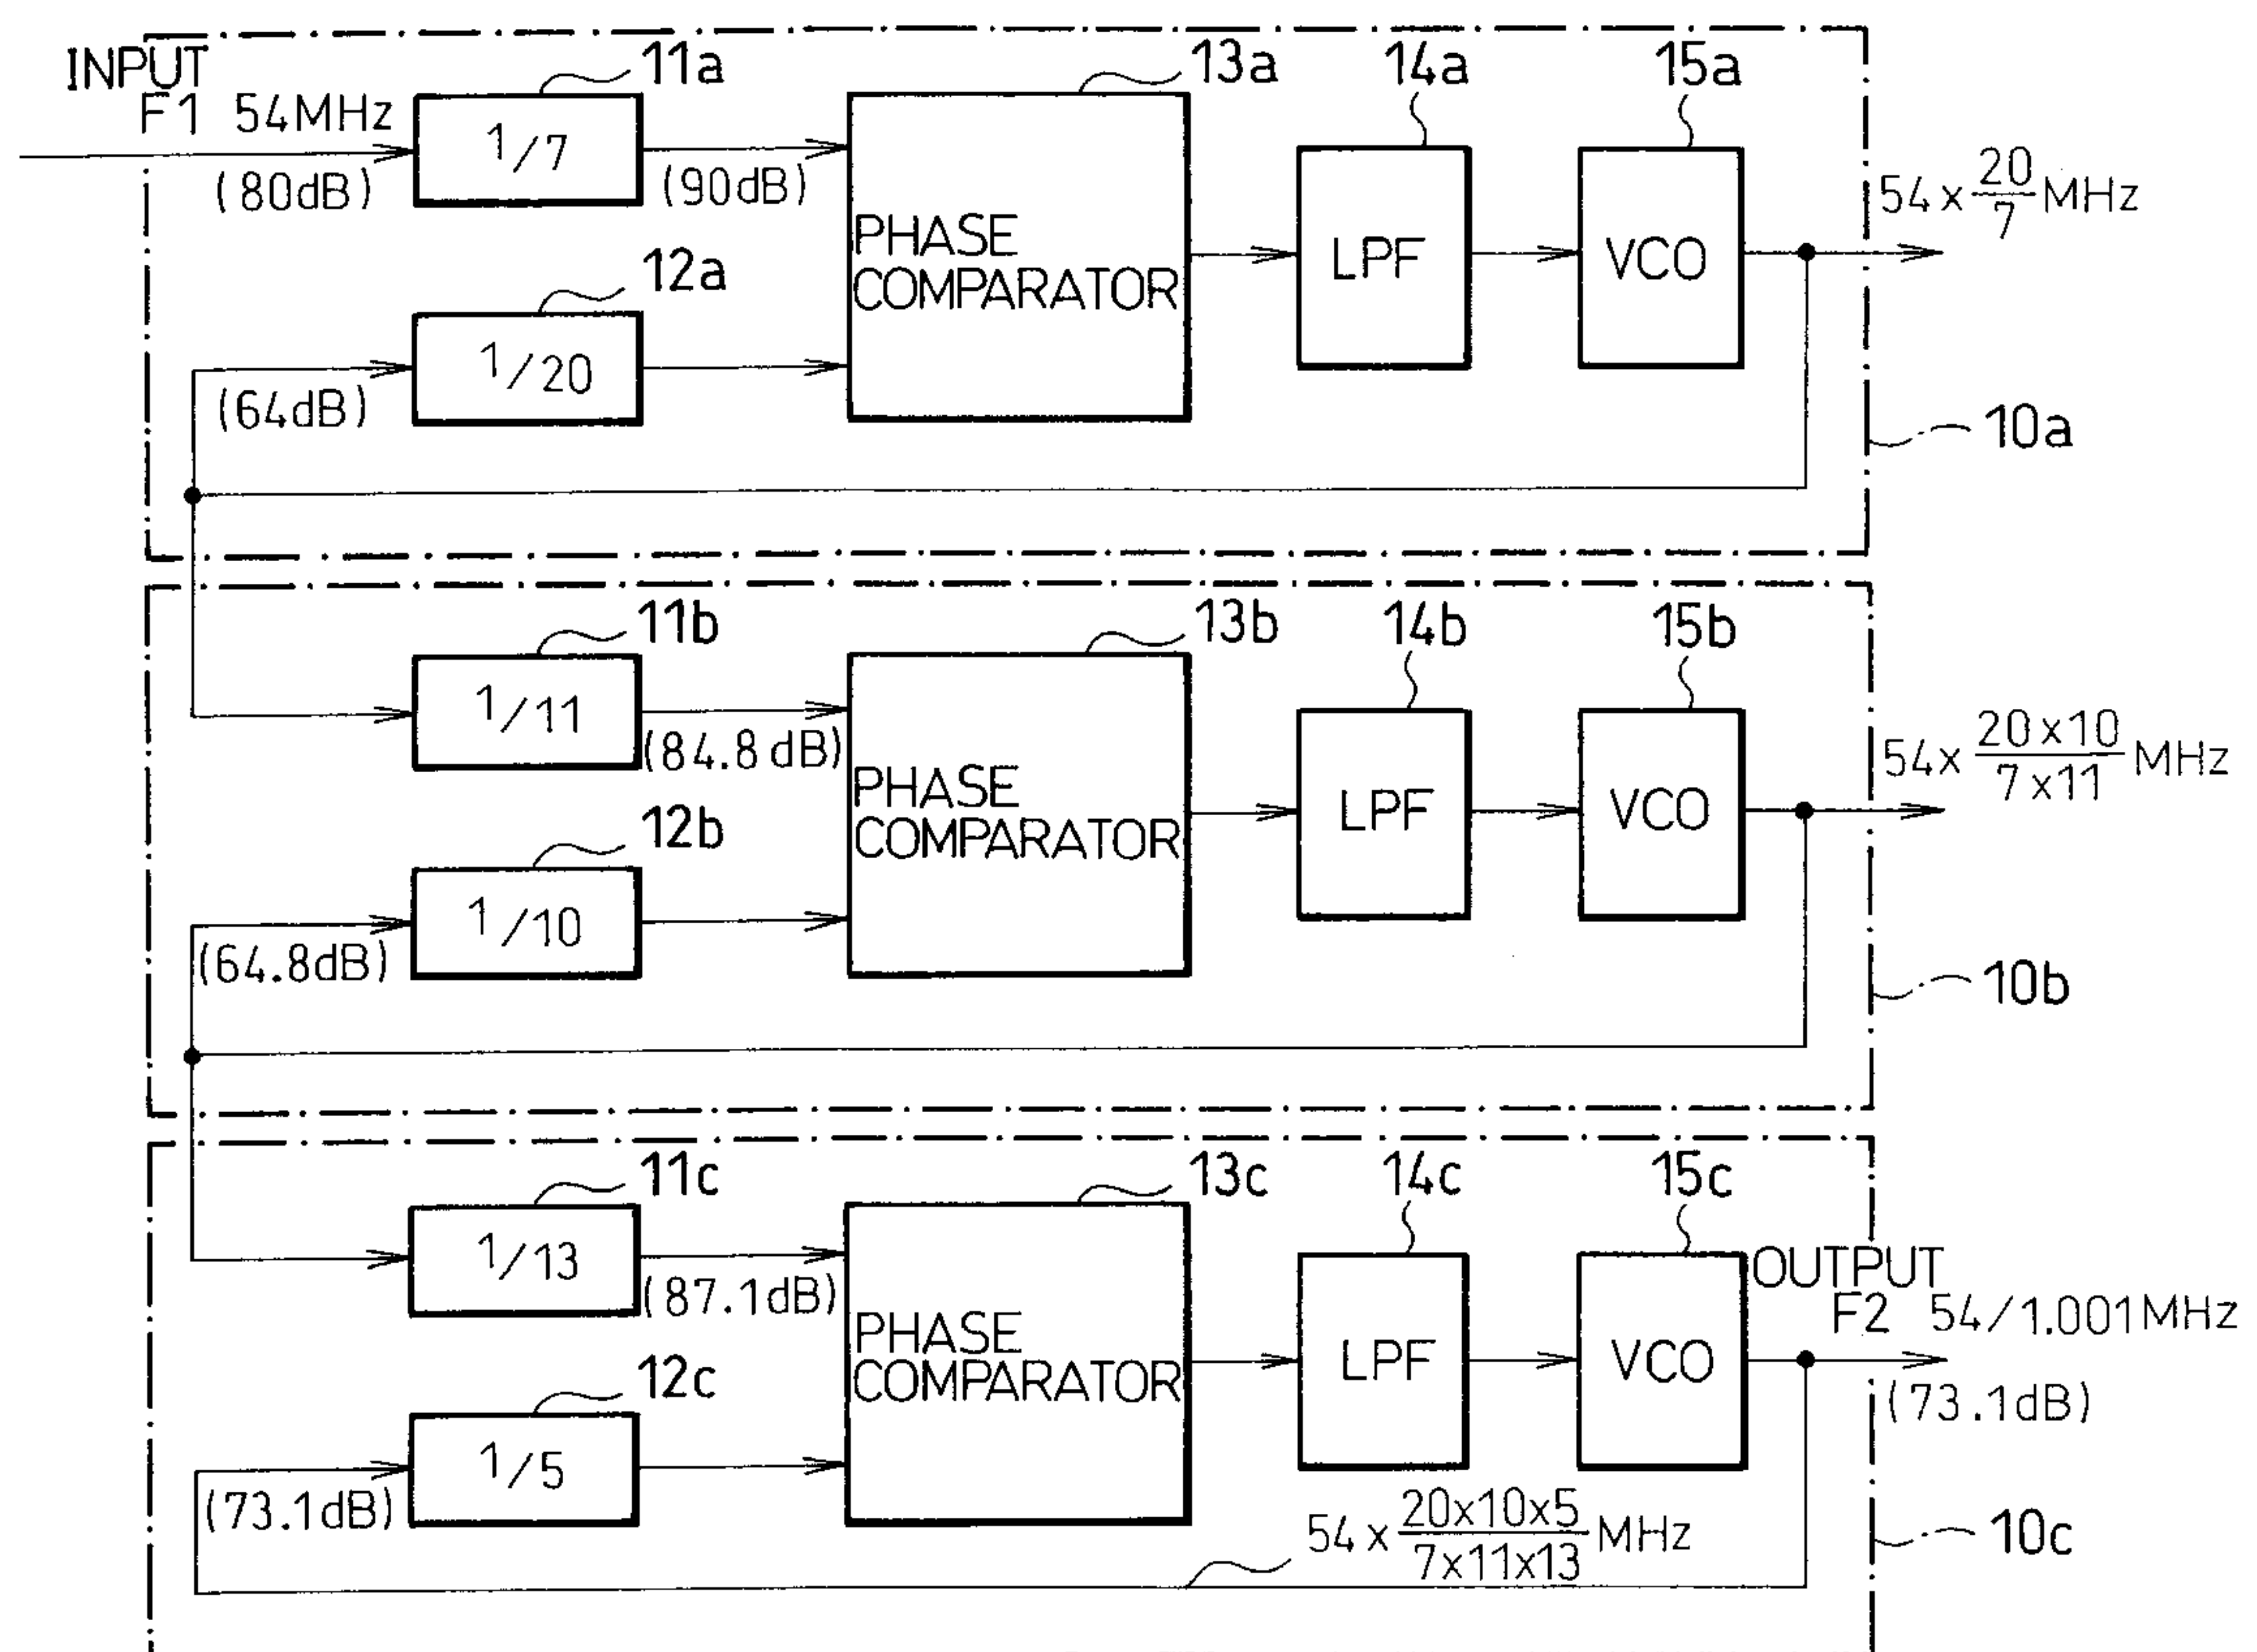 INPUT
F1 54MHz
(80dB)
11a
1/7
(90dB)
12a
1/20
(64dB)
13a
PHASE
COMPARATOR
14a
LPF
15a
VCO
54x 20/7 MHz
10a
11b
1/11
(84.8dB)
12b
1/10
(64.8dB)
13b
PHASE
COMPARATOR
14b
LPF
15b
VCO
54x 20x10/7x11 MHz
10b
11c
1/13
(87.1dB)
12c
1/5
(73.1dB)
13c
PHASE
COMPARATOR
14c
LPF
15c
VCO
OUTPUT
F2 54/1.001MHz
(73.1dB)
54x 20x10x5/7x11x13 MHz
10c